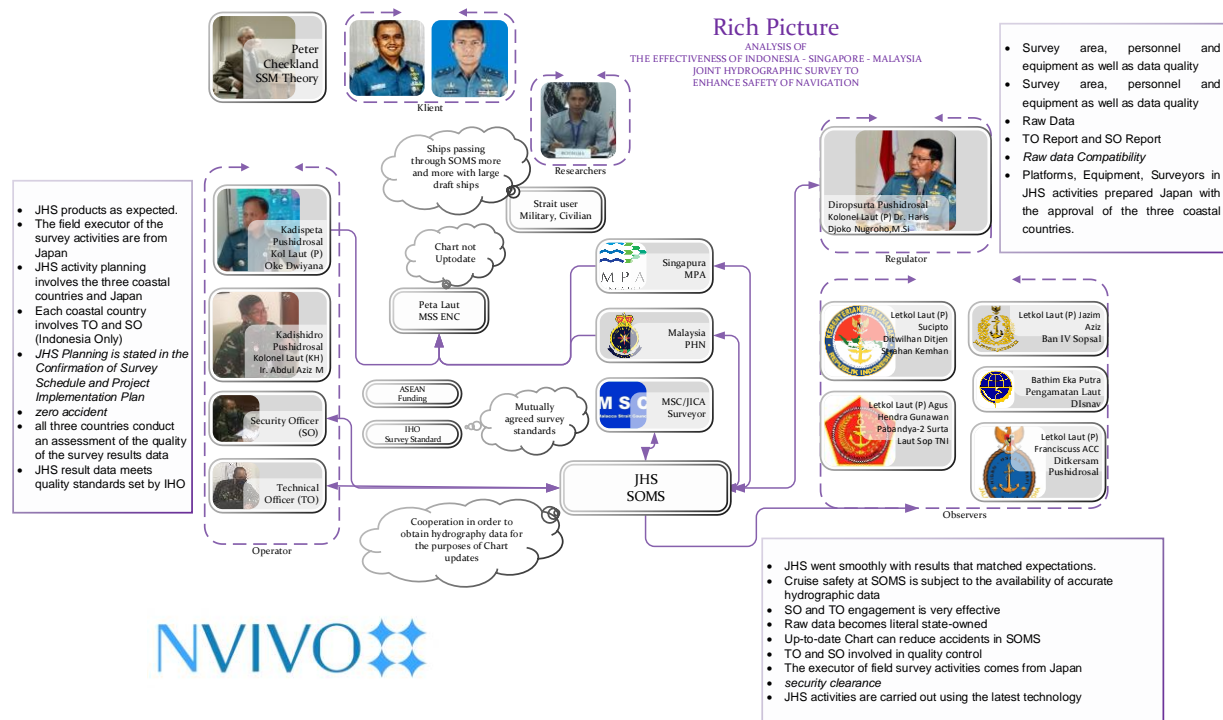 Rich Picture
ANALYSIS OF
THE EFFECTIVENESS OF INDONESIA - SINGAPORE - MALAYSIA
JOINT HYDROGRAPHIC SURVEY TO
ENHANCE SAFETY OF NAVIGATION
Peter
Checkland
SSM Theory
Klient
Researchers
Ships passing
through SOMS more
and more with large
draft ships
Strait user
Military, Civilian
Chart not
Uptodate
Peta Laut
MSS ENC
ASEAN
Funding
IHO
Survey Standard
Mutually
agreed survey
standards
MPA
Singapura
MPA
Malaysia
PHN
MSC
MSC/JICA
Surveyor
JHS
SOMS
Cooperation in order to
obtain hydrography data for
the purposes of Chart
updates
• JHS products as expected.
• The field executor of the
survey activities are from
Japan
• JHS activity planning
involves the three coastal
countries and Japan
• Each coastal country
involves TO and SO
(Indonesia Only)
• JHS Planning is stated in the
Confirmation of Survey
Schedule and Project
Implementation Plan
• zero accident
• all three countries conduct
an assessment of the quality
of the survey results data
• JHS result data meets
quality standards set by IHO
Kadispeta
Pushidrosal
Kol Laut (P)
Oke Dwiyana
Kadishidro
Pushidrosal
Kolonel Laut (KH)
Ir. Abdul Aziz M
Security Officer
(SO)
Technical
Officer (TO)
Operator
Diropsurta Pushidrosal
Kolonel Laut (P) Dr. Haris
Djoko Nugroho,M.Si
Regulator
• Survey area, personnel and
equipment as well as data quality
• Survey area, personnel and
equipment as well as data quality
• Raw Data
• TO Report and SO Report
• Raw data Compatibility
• Platforms, Equipment, Surveyors in
JHS activities prepared Japan with
the approval of the three coastal
countries.
Letkol Laut (P)
Sucipto
Ditwilhan Ditjen
Strahan Kemhan
Letkol Laut (P) Jazim
Aziz
Ban IV Sopsal
Bathim Eka Putra
Pengamatan Laut
DIsnav
Letkol Laut (P) Agus
Hendra Gunawan
Pabandya-2 Surta
Laut Sop TNI
Letkol Laut (P)
Franciscuss ACC
Ditkersam
Pushidrosal
Observers
• JHS went smoothly with results that matched expectations.
• Cruise safety at SOMS is subject to the availability of accurate
hydrographic data
• SO and TO engagement is very effective
• Raw data becomes literal state-owned
• Up-to-date Chart can reduce accidents in SOMS
• TO and SO involved in quality control
• The executor of field survey activities comes from Japan
• security clearance
• JHS activities are carried out using the latest technology
NVIVO